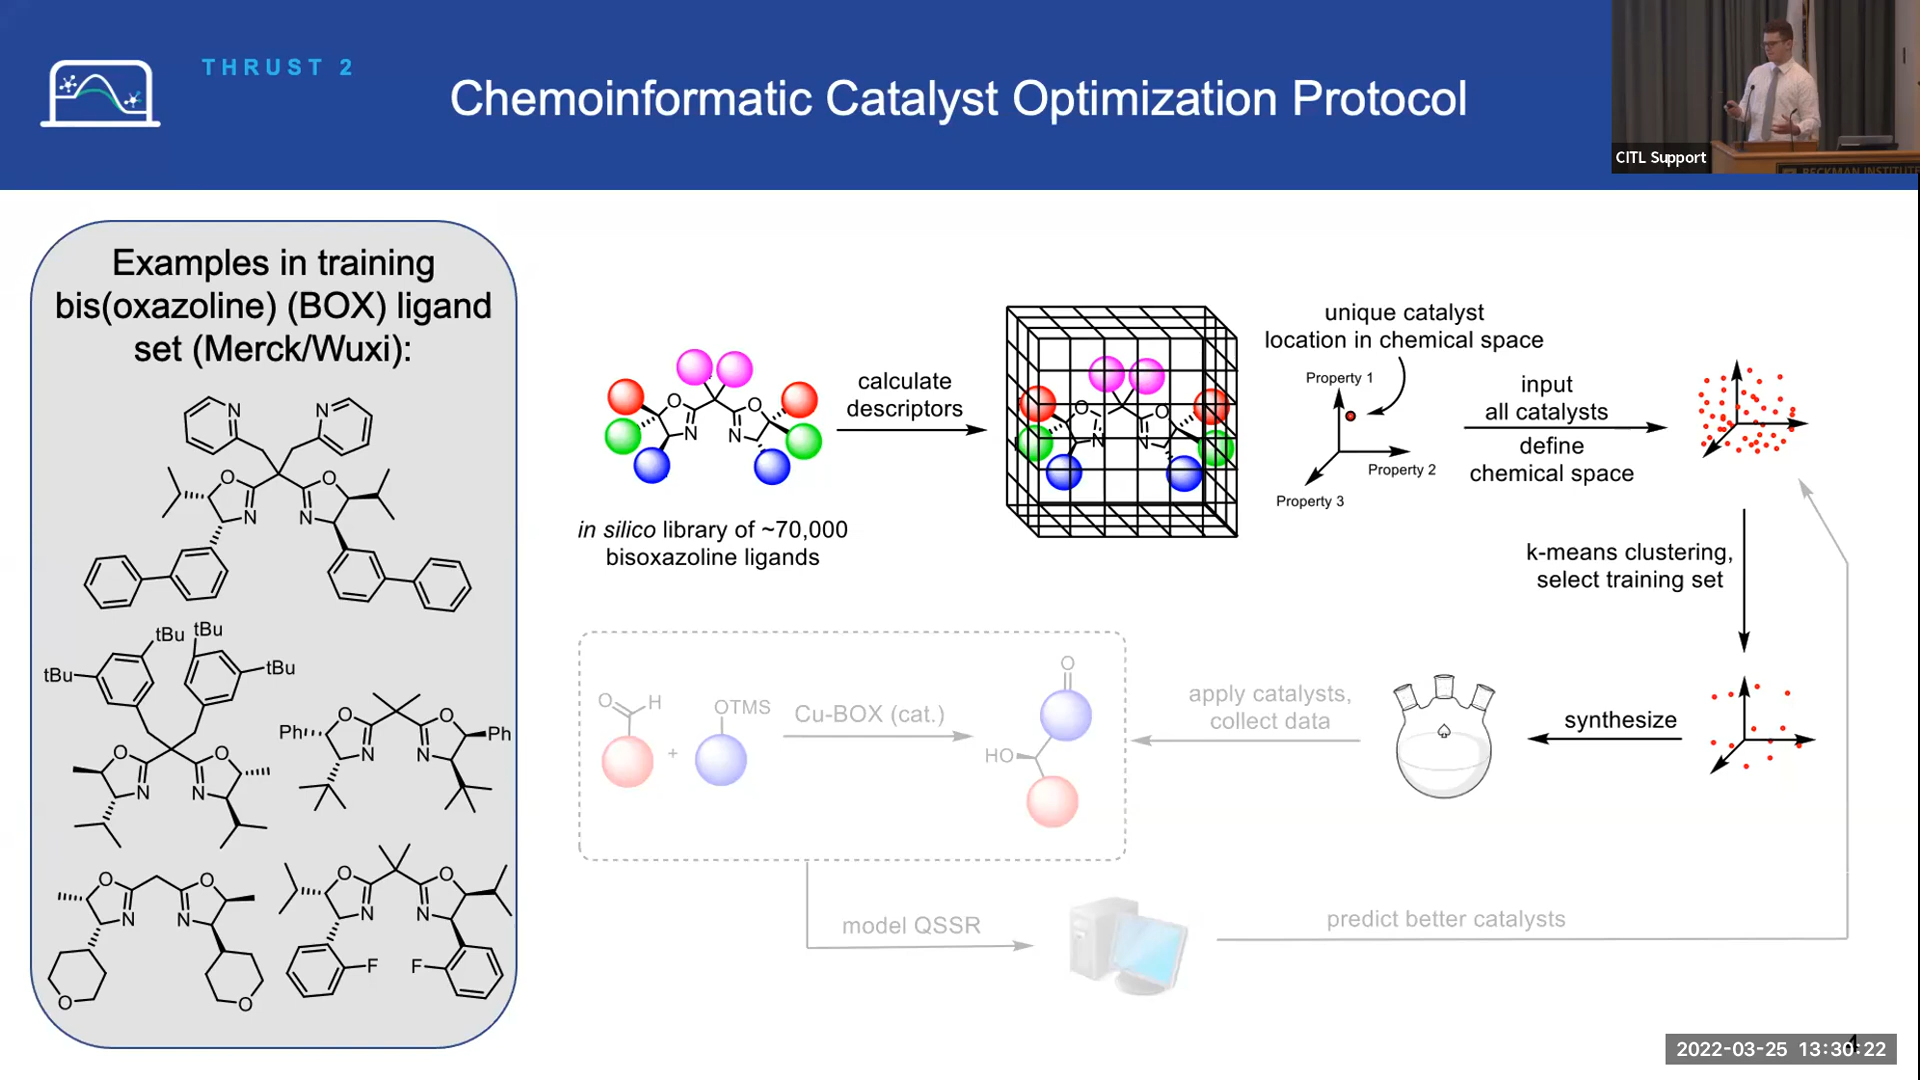 THRUST 2
Chemoinformatic Catalyst Optimization Protocol
CITL Support
BECKMAN INSTITUTE
Examples in training
bis(oxazoline) (BOX) ligand
set (Merck/Wuxi):
N
N
O
O
N
N
tBu
tBu
tBu
tBu
O
O
N
N
O
O
Ph
Ph
N
N
O
O
N
N
O
O
O
O
N
N
F
F
O
O
N
N
in silico library of ~70,000
bisoxazoline ligands
calculate
descriptors
O
O
N
N
unique catalyst
location in chemical space
Property 1
Property 2
Property 3
input
all catalysts
define
chemical space
k-means clustering,
select training set
synthesize
apply catalysts,
collect data
O
H
+
OTMS
Cu-BOX (cat.)
O
HO
model QSSR
predict better catalysts
2022-03-25 13:30:22